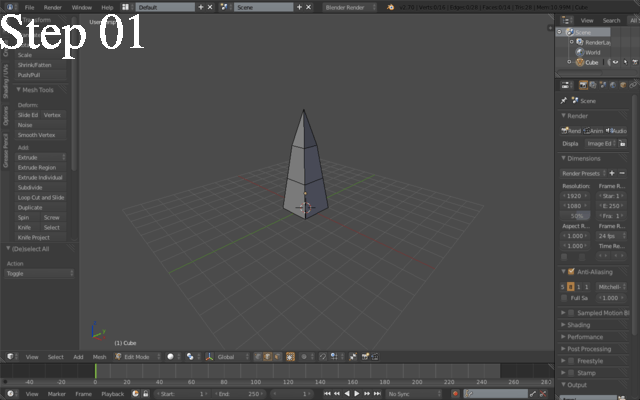 Step 01
File
Render
Window
Help
Default
Scene
Blender Render
Scale
Shrink/Fatten
Push/Pull
Mesh Tools
Deform:
Slide Ed
Vertex
Noise
Smooth Vertex
Add:
Extrude
Extrude Region
Extrude Individual
Subdivide
Loop Cut and Slide
Duplicate
Spin
Screw
Knife
Select
Knife Project
(De)select All
Action
Toggle
Shading / UVs
Options
Grease Pencil
(1) Cube
View
Select
Add
Mesh
Edit Mode
Global
-40
-20
0
20
40
60
80
100
120
140
160
180
200
220
240
260
View
Marker
Frame
Playback
Start:
1
End:
250
1
No Sync
View
Search
Scene
RenderLa
World
Cube
Scene
Render
Rend
Anim
Audio
Displa
Image Ed
Dimensions
Render Presets
Resolution:
Frame R...
1920
Star: 1
1080
E: 250
50%
Fra: 1
Aspect R...
Frame R...
1.000
24 fps
1.000
Time Re...
Anti-Aliasing
5
8
1
1
Mitchell-
Full Sa
1.000
Sampled Motion Bl
Shading
Performance
Post Processing
Freestyle
Stamp
Output